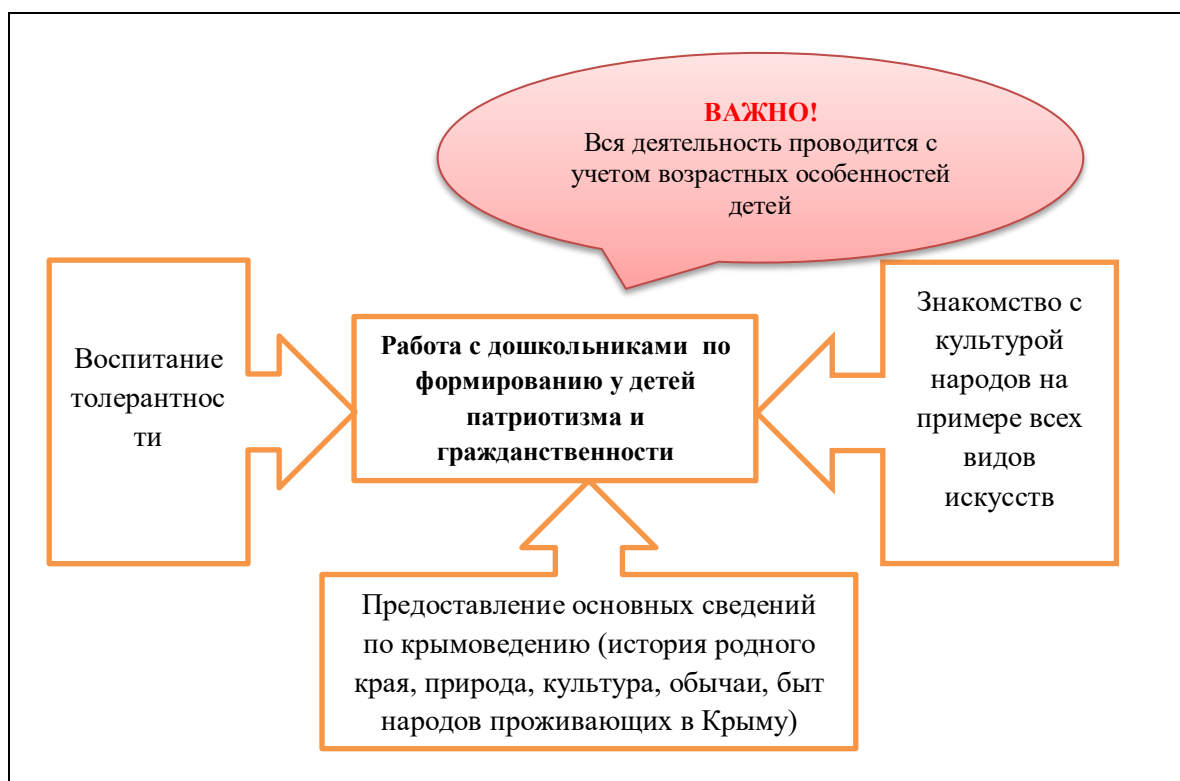 ВАЖНО!
Вся деятельность проводится с
учетом возрастных особенностей
детей
Воспитание
толерантнос
ти
Работа с дошкольниками по
формированию у детей
патриотизма и
гражданственности
Знакомство с
культурой
народов на
примере всех
видов
искусств
Предоставление основных сведений
по крымоведению (история родного
края, природа, культура, обычаи, быт
народов проживающих в Крыму)